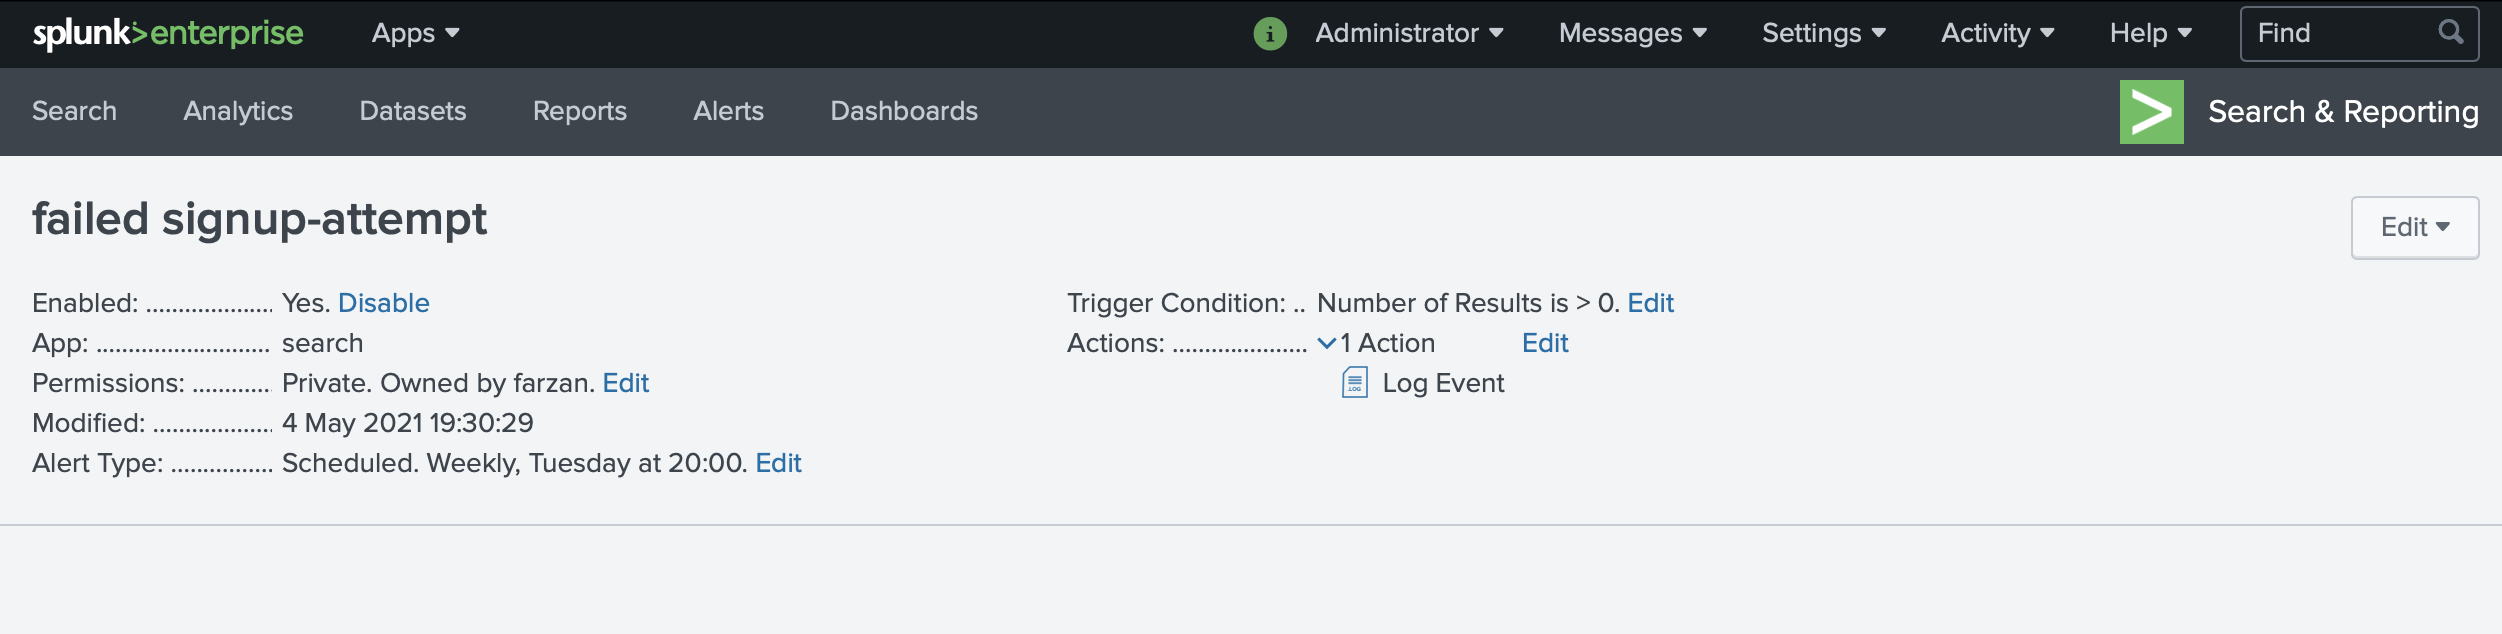 splunk>enterprise Apps i Administrator Messages Settings Activity Help Find
Search Analytics Datasets Reports Alerts Dashboards > Search & Reporting
failed signup-attempt Edit
Enabled: ................... Yes. Disable
App: .......................... search
Permissions: ............ Private. Owned by farzan. Edit
Modified: .................. 4 May 2021 19:30:29
Alert Type: ................ Scheduled. Weekly, Tuesday at 20:00. Edit
Trigger Condition: .. Number of Results is > 0. Edit
Actions: ..................... 1 Action Edit
LOG Log Event